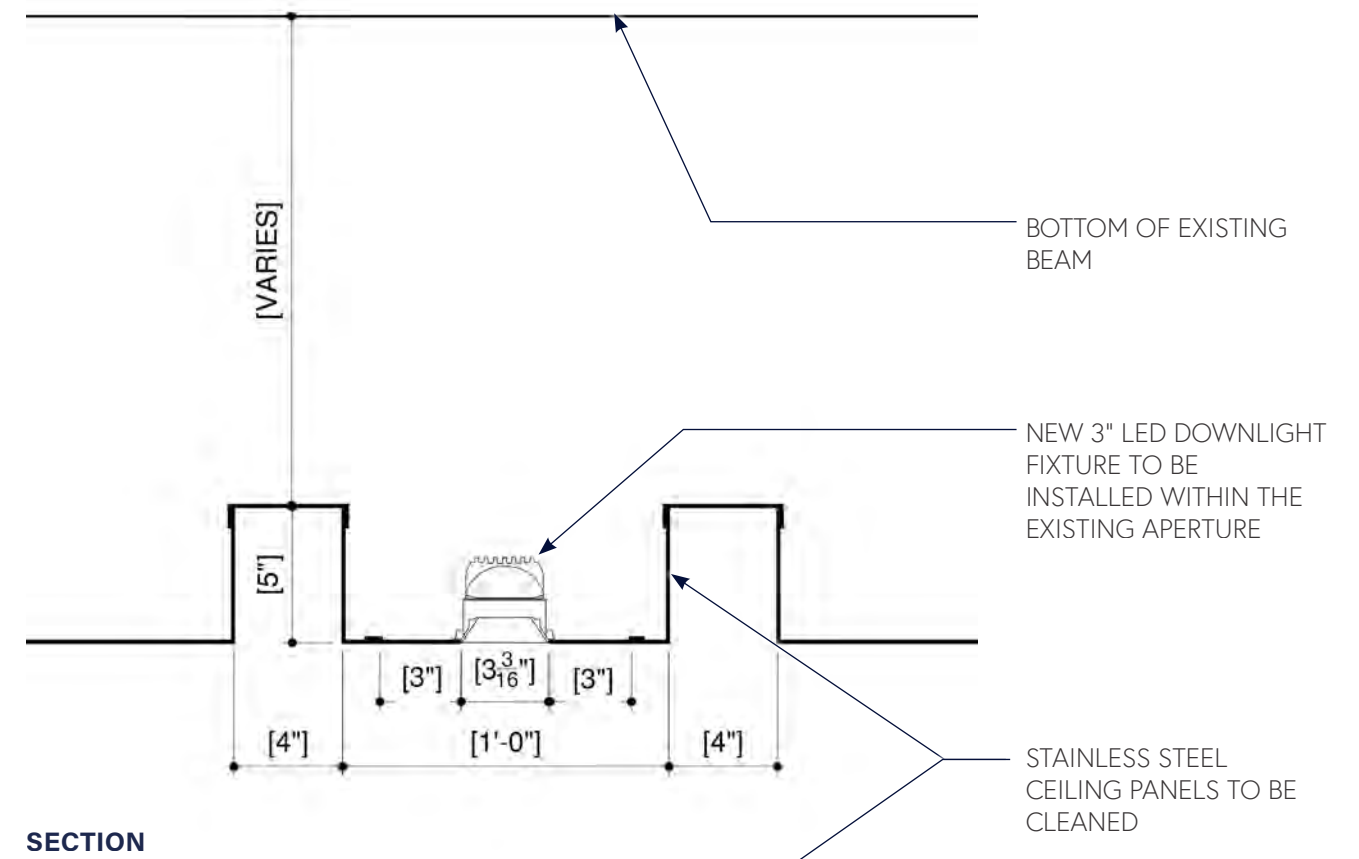 BOTTOM OF EXISTING
BEAM
[VARIES]
NEW 3" LED DOWNLIGHT
FIXTURE TO BE
INSTALLED WITHIN THE
EXISTING APERTURE
[5"]
[3"] [3 3/16"] [3"]
[4"] [1'-0"] [4"]
STAINLESS STEEL
CEILING PANELS TO BE
CLEANED
SECTION